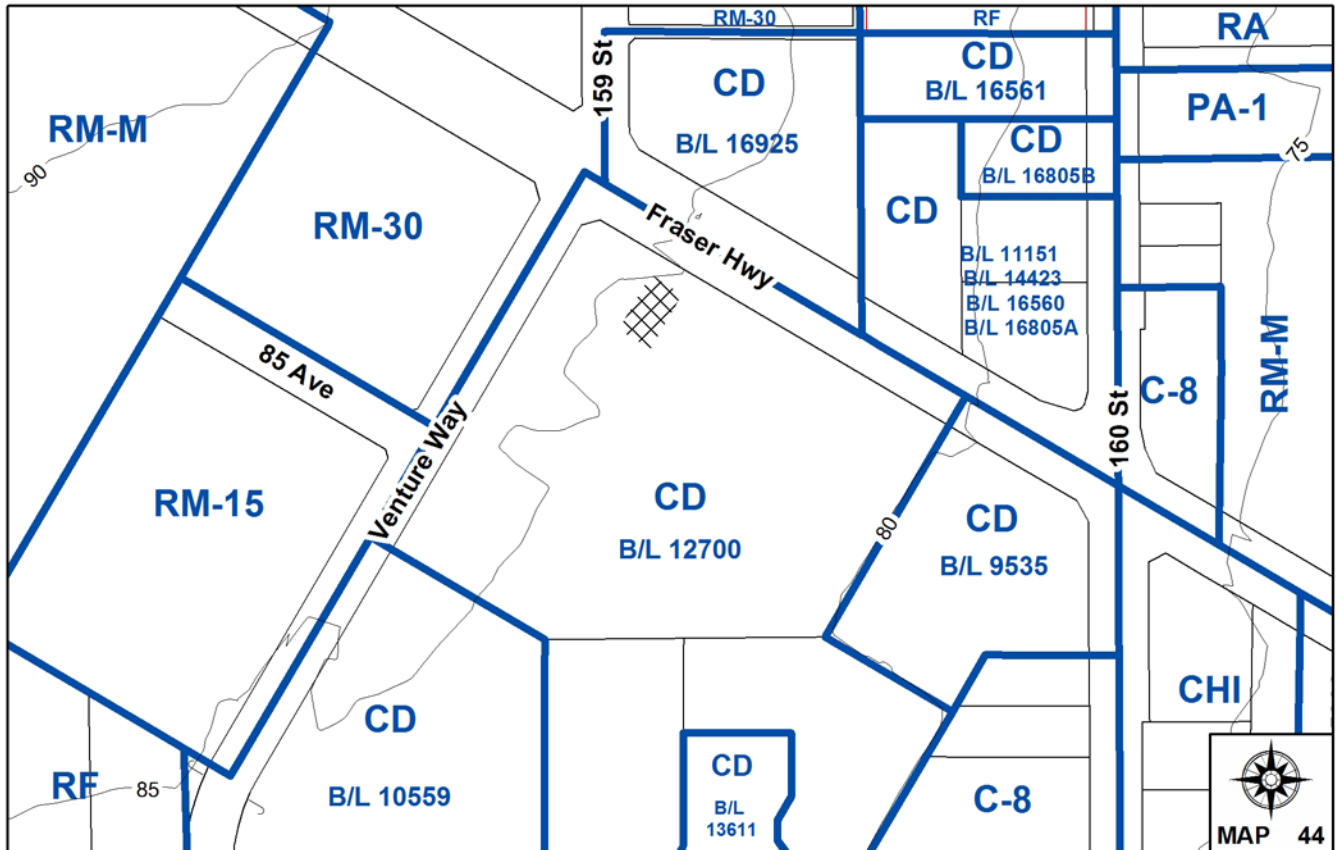 RM-30
RF
RA
159 St
CD
B/L 16925
CD
B/L 16561
PA-1
RM-M
90
CD
B/L 16805B
75
RM-30
Fraser Hwy
CD
B/L 11151
B/L 14423
B/L 16560
B/L 16805A
85 Ave
C-8
RM-M
160 St
RM-15
Venture Way
CD
B/L 12700
80
CD
B/L 9535
CD
B/L 10559
CHI
RF
85
CD
B/L
13611
C-8
MAP 44